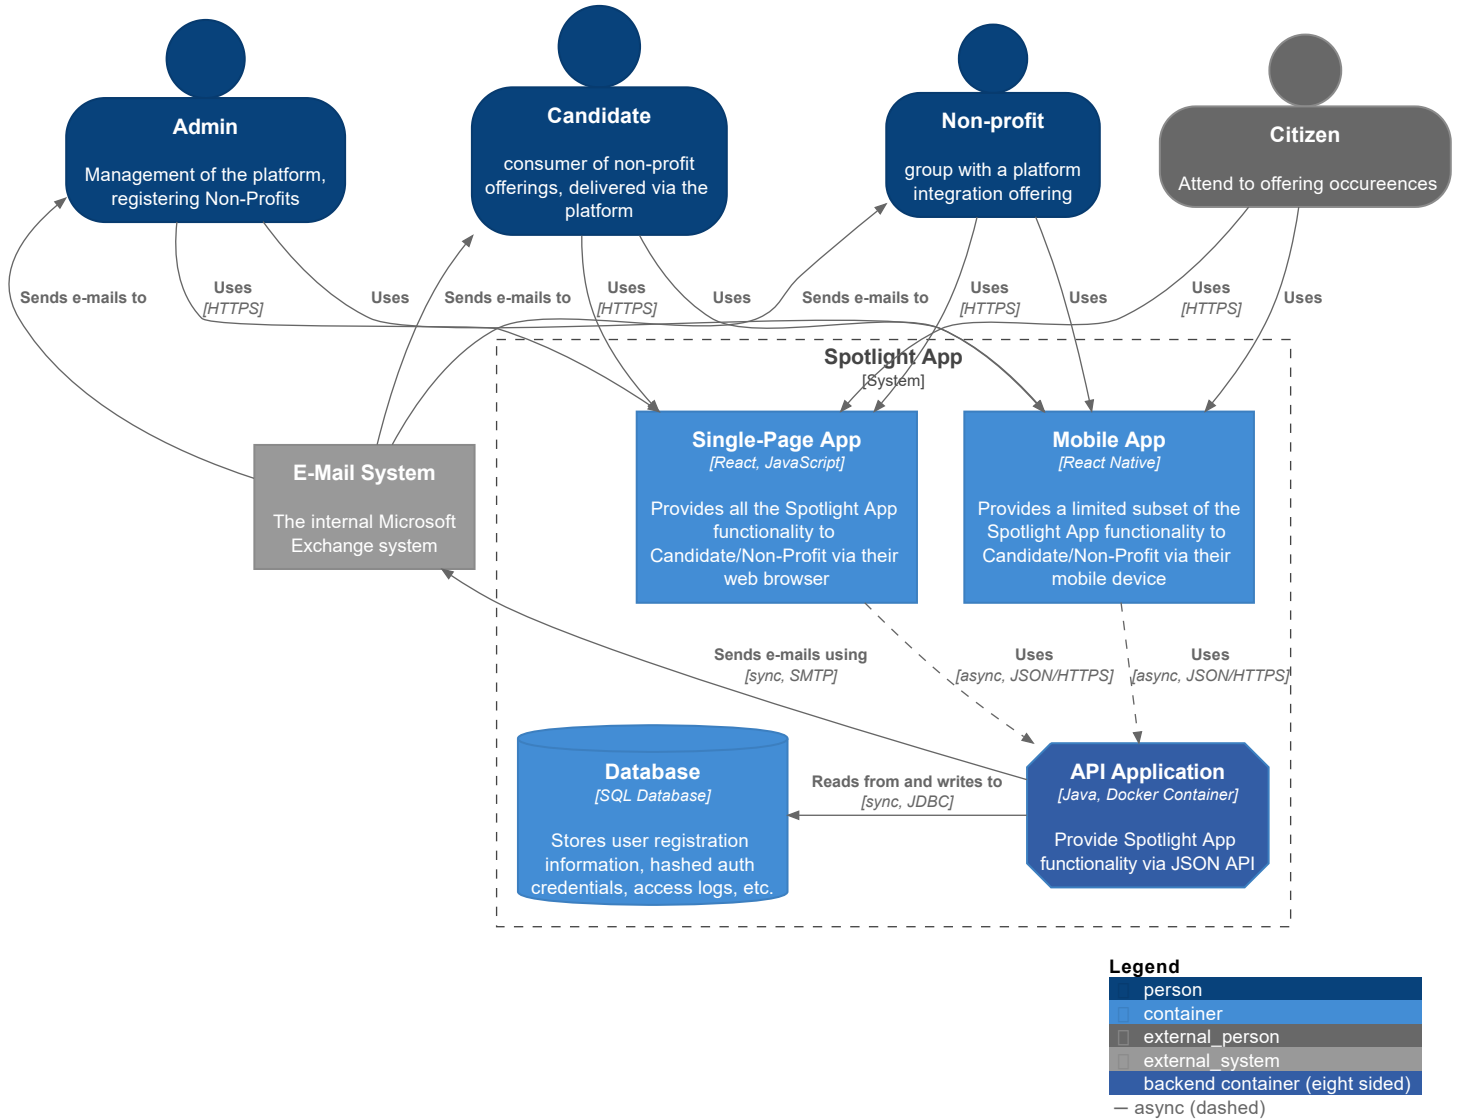 Admin
Management of the platform,
registering Non-Profits
Candidate
consumer of non-profit
offerings, delivered via the
platform
Non-profit
group with a platform
integration offering
Citizen
Attend to offering occureences
Sends e-mails to
Uses
[HTTPS]
Uses
Sends e-mails to
Uses
[HTTPS]
Uses
Sends e-mails to
Uses
[HTTPS]
Uses
Uses
[HTTPS]
Uses
Spotlight App
[System]
E-Mail System
The internal Microsoft
Exchange system
Single-Page App
[React, JavaScript]
Provides all the Spotlight App
functionality to
Candidate/Non-Profit via their
web browser
Mobile App
[React Native]
Provides a limited subset of the
Spotlight App functionality to
Candidate/Non-Profit via their
mobile device
Sends e-mails using
[sync, SMTP]
Uses
[async, JSON/HTTPS]
Uses
[async, JSON/HTTPS]
Database
[SQL Database]
Stores user registration
information, hashed auth
credentials, access logs, etc.
Reads from and writes to
[sync, JDBC]
API Application
[Java, Docker Container]
Provide Spotlight App
functionality via JSON API
Legend
person
container
external_person
external_system
backend container (eight sided)
─ async (dashed)